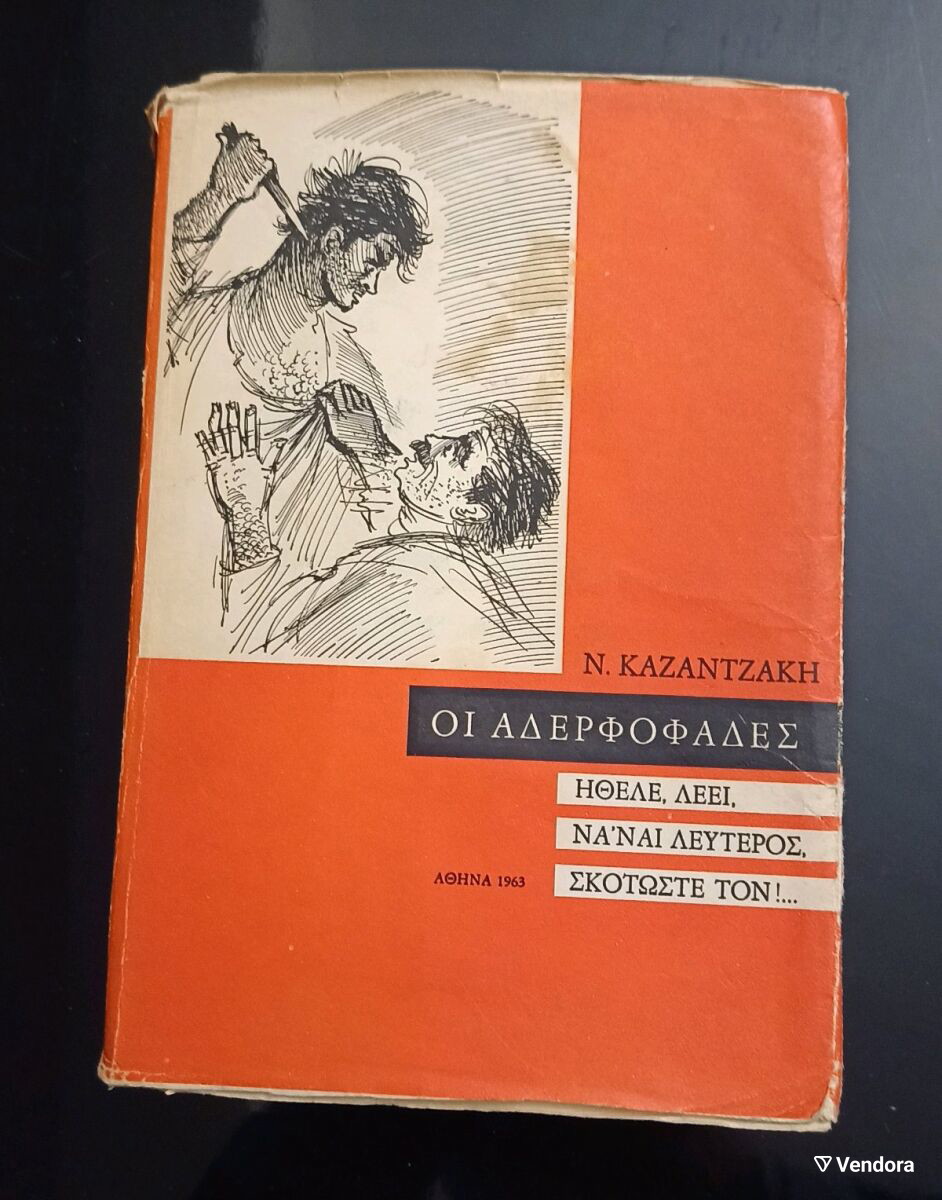 Ν. ΚΑΖΑΝΤΖΑΚΗ
ΟΙ ΑΔΕΡΦΟΦΑΔΕΣ
ΗΘΕΛΕ, ΛΕΕΙ,
ΝΑ'ΝΑΙ ΛΕΥΤΕΡΟΣ,
ΑΘΗΝΑ 1963
ΣΚΟΤΩΣΤΕ ΤΟΝ!...
Vendora